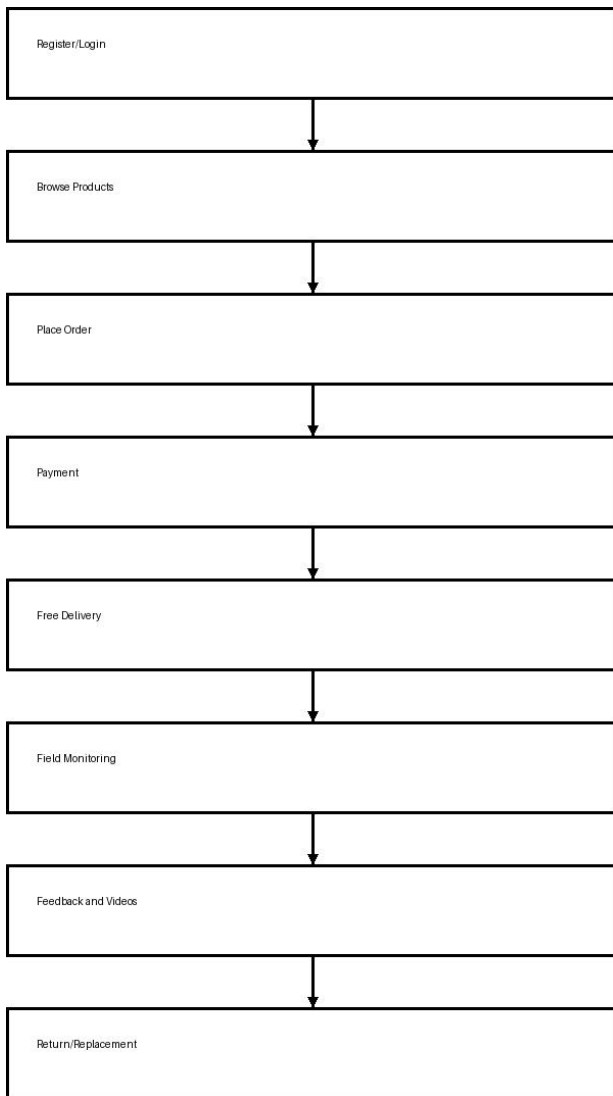 Register/Login
Browse Products
Place Order
Payment
Free Delivery
Field Monitoring
Feedback and Videos
Return/Replacement